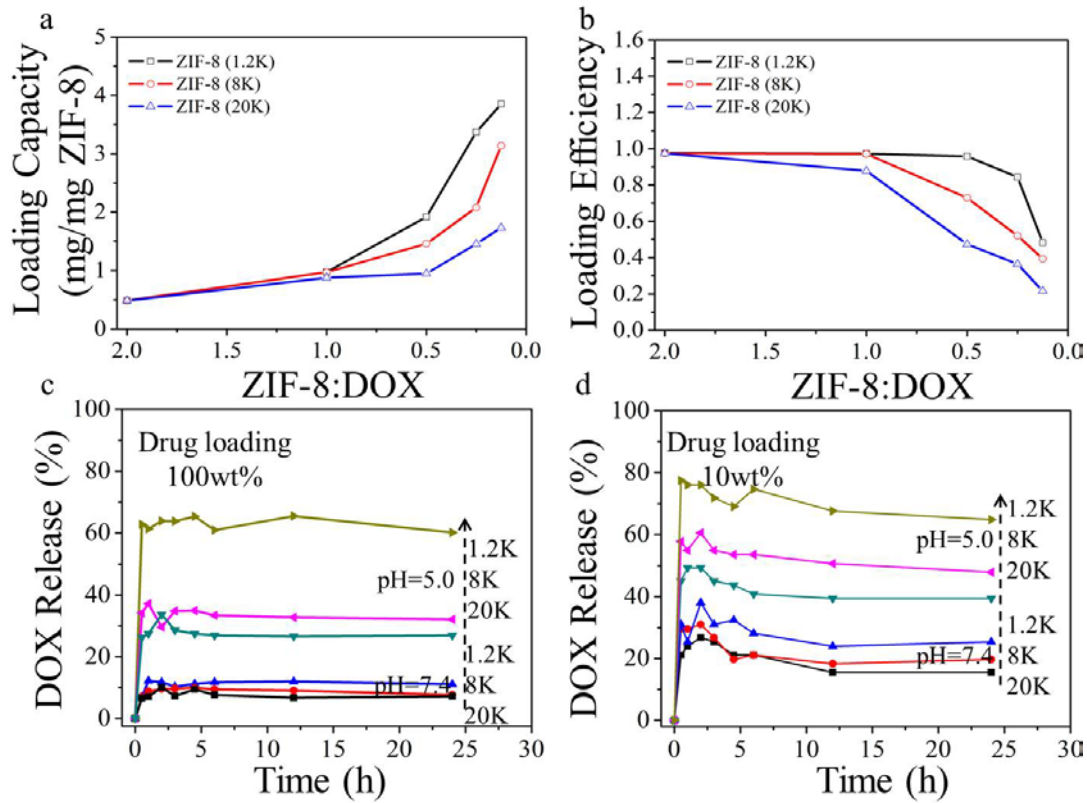 a
Loading Capacity
(mg/mg ZIF-8)
5
4
3
2
1
0
ZIF-8 (1.2K)
ZIF-8 (8K)
ZIF-8 (20K)
2.0
1.5
1.0
0.5
0.0
ZIF-8:DOX
b
Loading Efficiency
1.6
1.4
1.2
1.0
0.8
0.6
0.4
0.2
0.0
ZIF-8 (1.2K)
ZIF-8 (8K)
ZIF-8 (20K)
2.0
1.5
1.0
0.5
0.0
ZIF-8:DOX
c
DOX Release (%)
100
80
60
40
20
0
Drug loading
100wt%
1.2K
pH=5.0
8K
20K
1.2K
pH=7.4
8K
20K
0
5
10
15
20
25
30
Time (h)
d
DOX Release (%)
100
80
60
40
20
0
Drug loading
10wt%
1.2K
pH=5.0
8K
20K
1.2K
pH=7.4
8K
20K
0
5
10
15
20
25
30
Time (h)